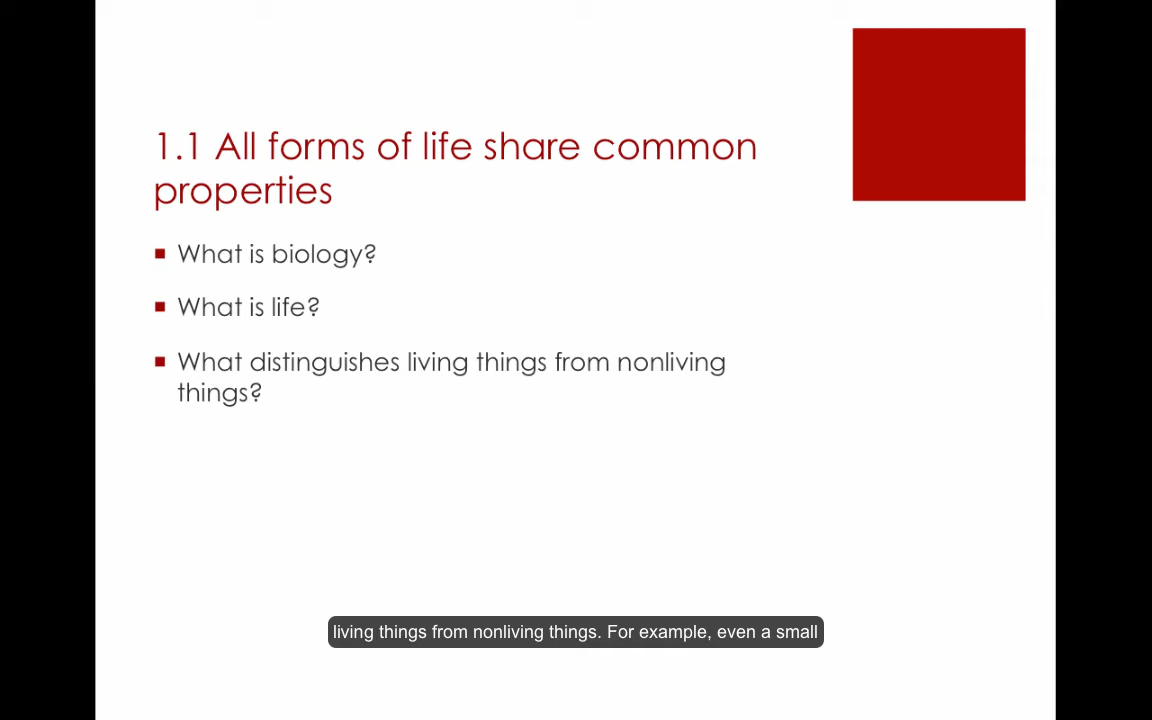 1.1 All forms of life share common
properties
What is biology?
What is life?
What distinguishes living things from nonliving
things?
living things from nonliving things. For example, even a small